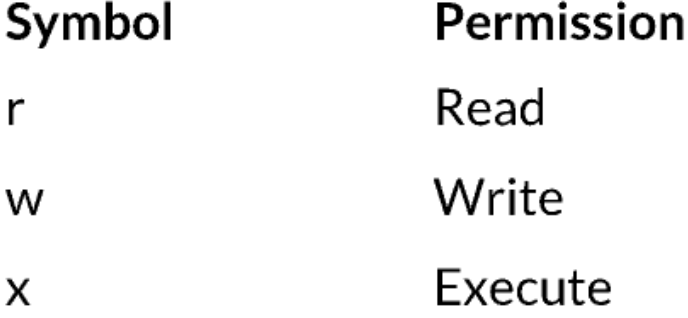 Symbol Permission
r Read
w Write
x Execute